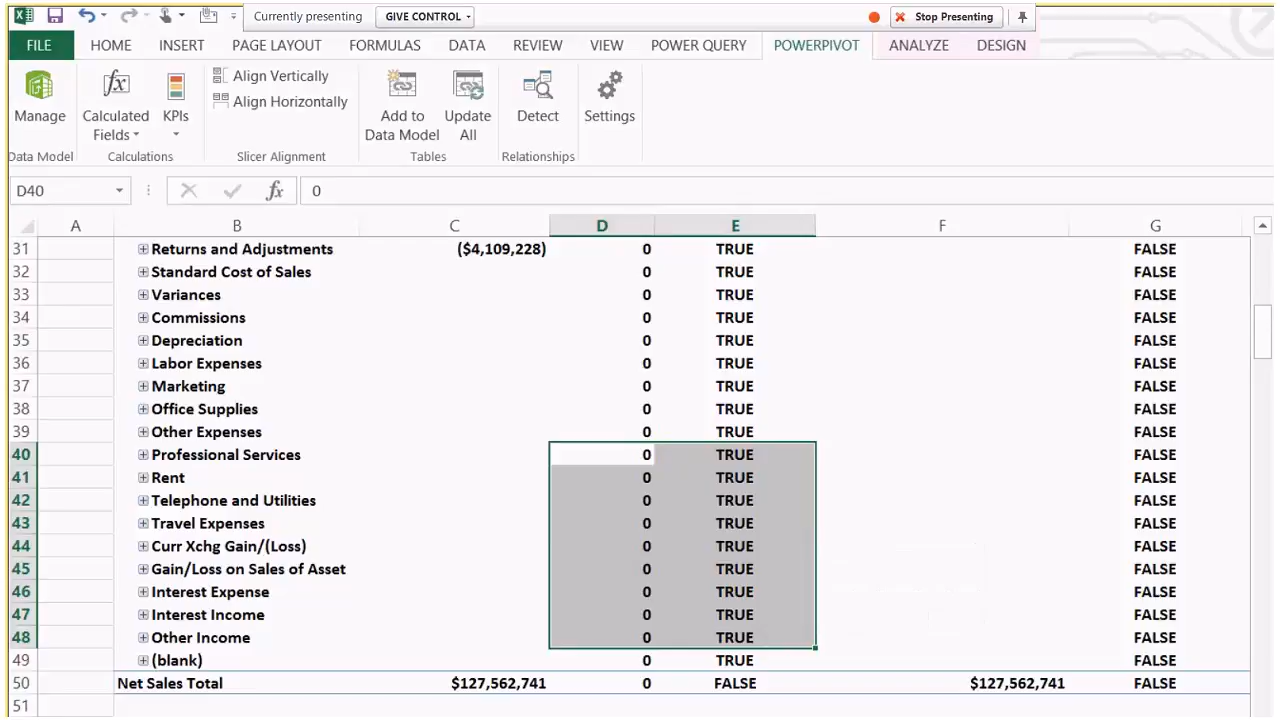 Currently presenting GIVE CONTROL Stop Presenting
FILE HOME INSERT PAGE LAYOUT FORMULAS DATA REVIEW VIEW POWER QUERY POWERPIVOT ANALYZE DESIGN
Manage Calculated Fields KPIs Align Vertically Align Horizontally Add to Data Model Update All Detect Settings
Data Model Calculations Slicer Alignment Tables Relationships
D40 fx 0
A B C D E F G
31 Returns and Adjustments ($4,109,228) 0 TRUE FALSE
32 Standard Cost of Sales 0 TRUE FALSE
33 Variances 0 TRUE FALSE
34 Commissions 0 TRUE FALSE
35 Depreciation 0 TRUE FALSE
36 Labor Expenses 0 TRUE FALSE
37 Marketing 0 TRUE FALSE
38 Office Supplies 0 TRUE FALSE
39 Other Expenses 0 TRUE FALSE
40 Professional Services 0 TRUE FALSE
41 Rent 0 TRUE FALSE
42 Telephone and Utilities 0 TRUE FALSE
43 Travel Expenses 0 TRUE FALSE
44 Curr Xchg Gain/(Loss) 0 TRUE FALSE
45 Gain/Loss on Sales of Asset 0 TRUE FALSE
46 Interest Expense 0 TRUE FALSE
47 Interest Income 0 TRUE FALSE
48 Other Income 0 TRUE FALSE
49 (blank) 0 TRUE FALSE
50 Net Sales Total $127,562,741 0 FALSE $127,562,741 FALSE
51